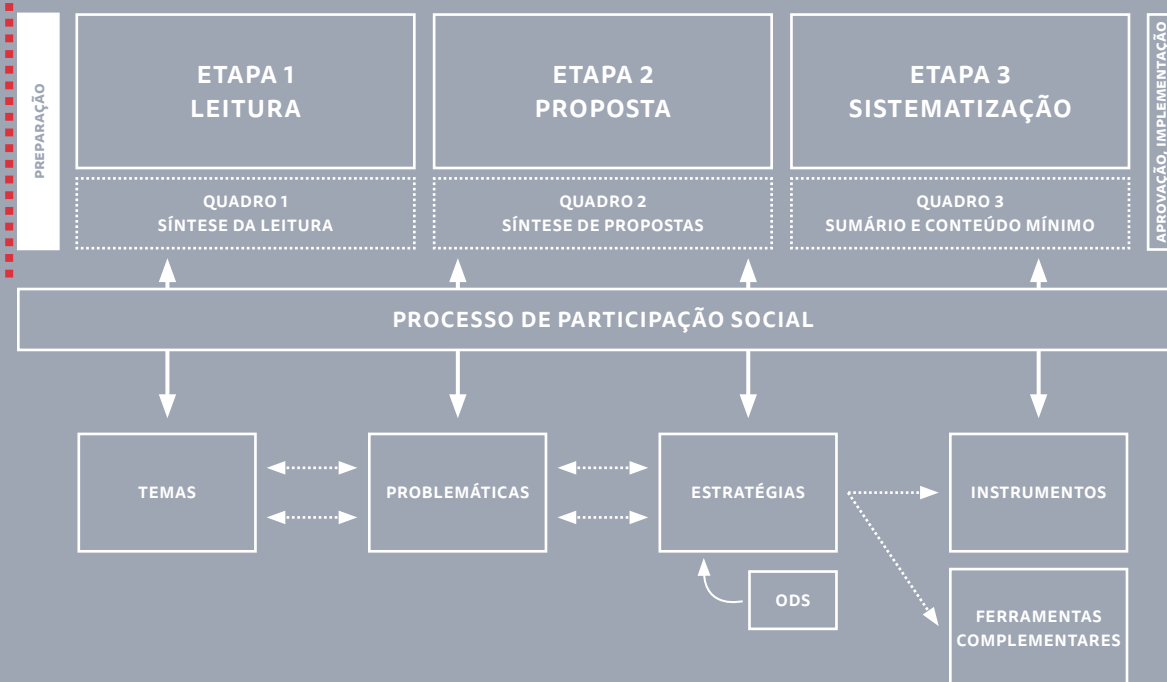 PREPARAÇÃO
ETAPA 1
LEITURA
ETAPA 2
PROPOSTA
ETAPA 3
SISTEMATIZAÇÃO
APROVAÇÃO, IMPLEMENTAÇÃO
QUADRO 1
SÍNTESE DA LEITURA
QUADRO 2
SÍNTESE DE PROPOSTAS
QUADRO 3
SUMÁRIO E CONTEÚDO MÍNIMO
PROCESSO DE PARTICIPAÇÃO SOCIAL
TEMAS
PROBLEMÁTICAS
ESTRATÉGIAS
INSTRUMENTOS
ODS
FERRAMENTAS
COMPLEMENTARES